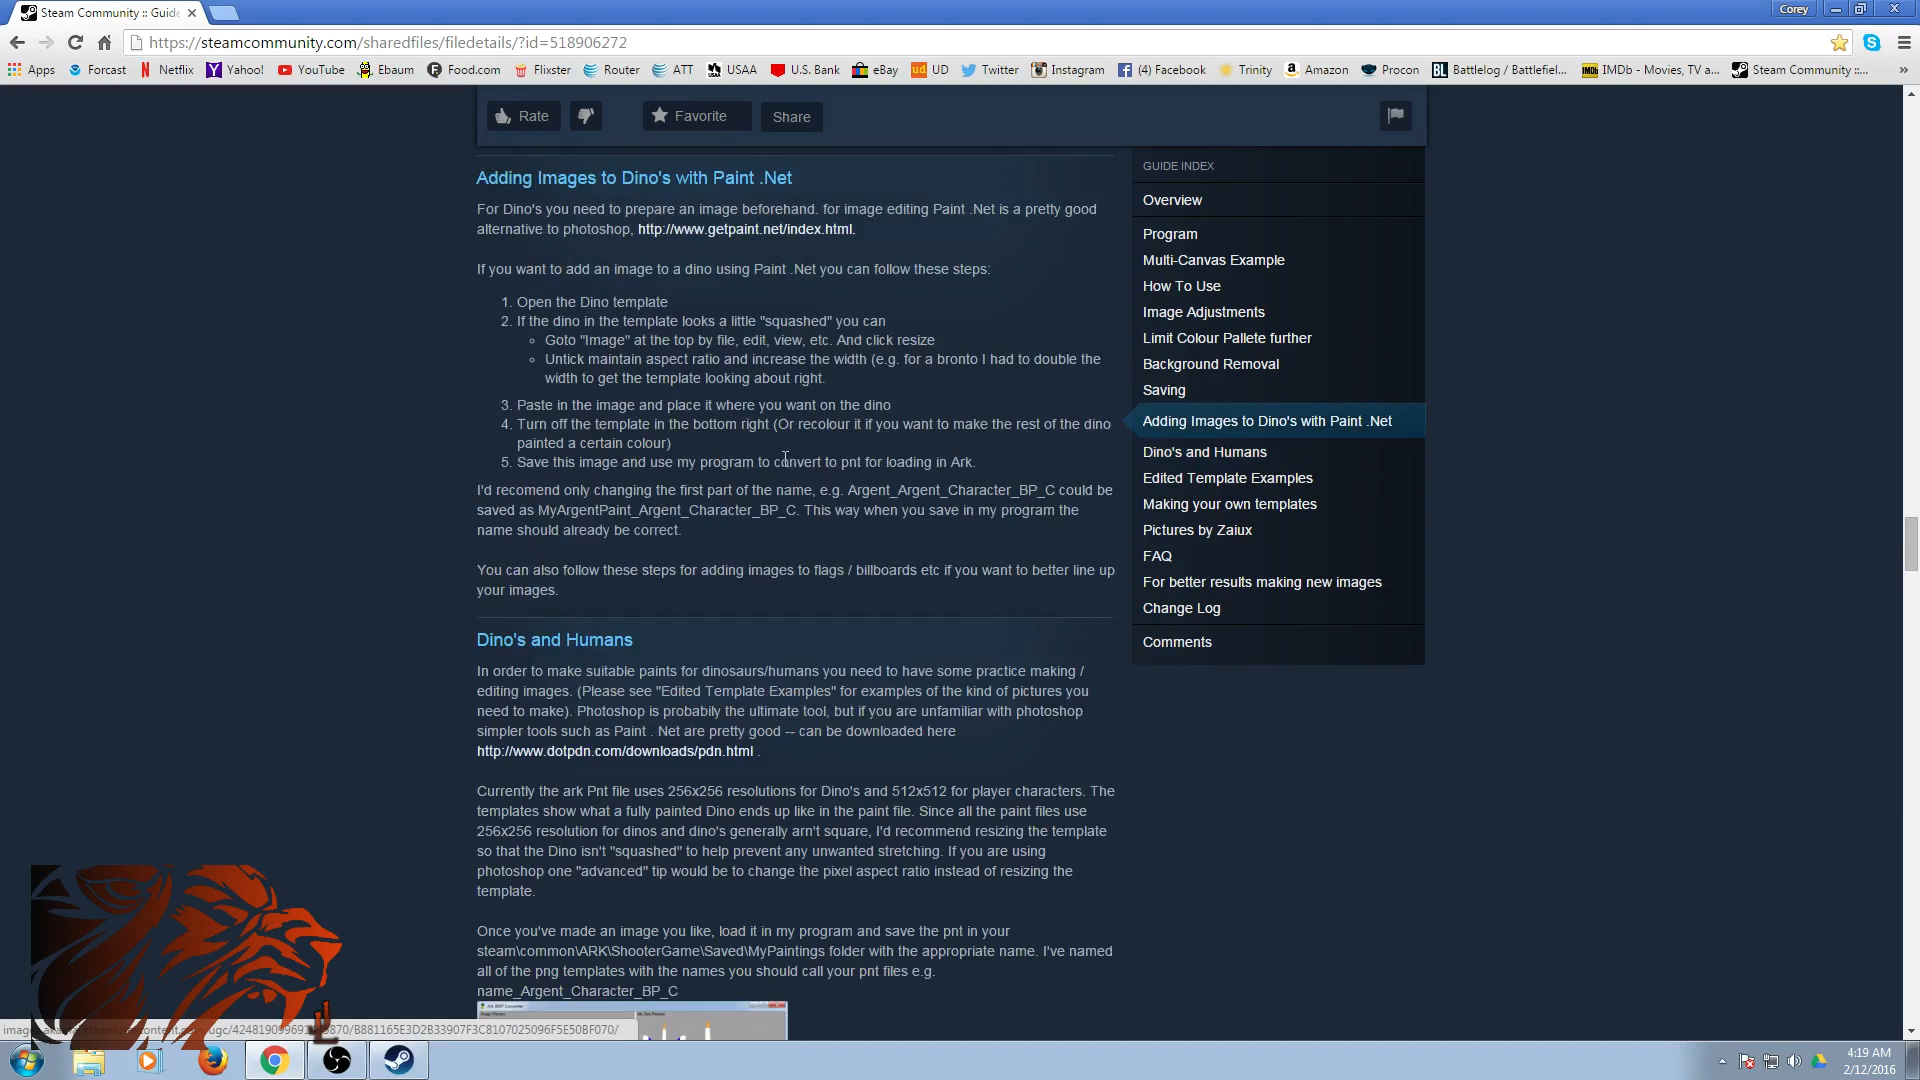 Steam Community :: Guide
Corey
https://steamcommunity.com/sharedfiles/filedetails/?id=518906272
Apps Forcast Netflix Yahoo! YouTube Ebaum Food.com Flixster Router ATT USAA U.S. Bank eBay UD Twitter Instagram (4) Facebook Trinity Amazon Procon Battlelog / Battlefiel... IMDb - Movies, TV a... Steam Community ::... »
Rate Favorite Share
Adding Images to Dino's with Paint .Net
For Dino's you need to prepare an image beforehand. for image editing Paint .Net is a pretty good
alternative to photoshop, http://www.getpaint.net/index.html.
If you want to add an image to a dino using Paint .Net you can follow these steps:
1. Open the Dino template
2. If the dino in the template looks a little "squashed" you can
Goto "Image" at the top by file, edit, view, etc. And click resize
Untick maintain aspect ratio and increase the width (e.g. for a bronto I had to double the
width to get the template looking about right.
3. Paste in the image and place it where you want on the dino
4. Turn off the template in the bottom right (Or recolour it if you want to make the rest of the dino
painted a certain colour)
5. Save this image and use my program to convert to pnt for loading in Ark.
I'd recomend only changing the first part of the name, e.g. Argent_Argent_Character_BP_C could be
saved as MyArgentPaint_Argent_Character_BP_C. This way when you save in my program the
name should already be correct.
You can also follow these steps for adding images to flags / billboards etc if you want to better line up
your images.
Dino's and Humans
In order to make suitable paints for dinosaurs/humans you need to have some practice making /
editing images. (Please see "Edited Template Examples" for examples of the kind of pictures you
need to make). Photoshop is probabily the ultimate tool, but if you are unfamiliar with photoshop
simpler tools such as Paint . Net are pretty good -- can be downloaded here
http://www.dotpdn.com/downloads/pdn.html .
Currently the ark Pnt file uses 256x256 resolutions for Dino's and 512x512 for player characters. The
templates show what a fully painted Dino ends up like in the paint file. Since all the paint files use
256x256 resolution for dinos and dino's generally arn't square, I'd recommend resizing the template
so that the Dino isn't "squashed" to help prevent any unwanted stretching. If you are using
photoshop one "advanced" tip would be to change the pixel aspect ratio instead of resizing the
template.
Once you've made an image you like, load it in my program and save the pnt in your
steam\common\ARK\ShooterGame\Saved\MyPaintings folder with the appropriate name. I've named
all of the png templates with the names you should call your pnt files e.g.
name_Argent_Character_BP_C
GUIDE INDEX
Overview
Program
Multi-Canvas Example
How To Use
Image Adjustments
Limit Colour Pallete further
Background Removal
Saving
Adding Images to Dino's with Paint .Net
Dino's and Humans
Edited Template Examples
Making your own templates
Pictures by Zaiux
FAQ
For better results making new images
Change Log
Comments
4:19 AM
2/12/2016